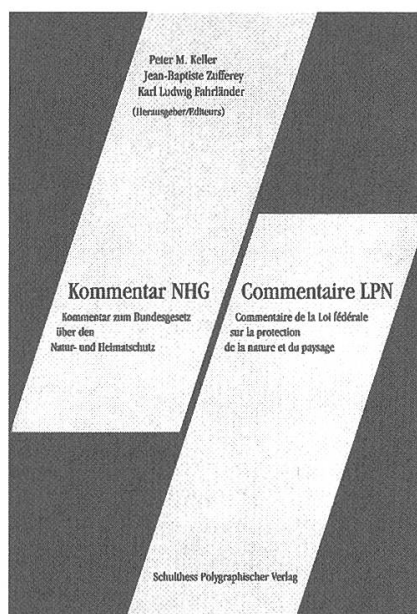 Peter M. Keller
Jean-Baptiste Zufferey
Karl Ludwig Fahrländer
(Herausgeber/Editeurs)
Kommentar NHG
Kommentar zum Bundesgesetz
über den
Natur- und Heimatschutz
Commentaire LPN
Commentaire de la Loi fédérale
sur la protection
de la nature et du paysage
Schulthess Polygraphischer Verlag